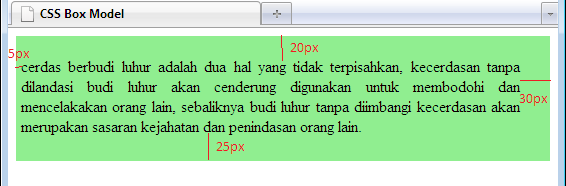 CSS Box Model
20px
5px
cerdas berbudi luhur adalah dua hal yang tidak terpisahkan, kecerdasan tanpa
dilandasi budi luhur akan cenderung digunakan untuk membodohi dan
mencelakakan orang lain, sebaliknya budi luhur tanpa diimbangi kecerdasan akan
30px
merupakan sasaran kejahatan dan penindasan orang lain.
25px